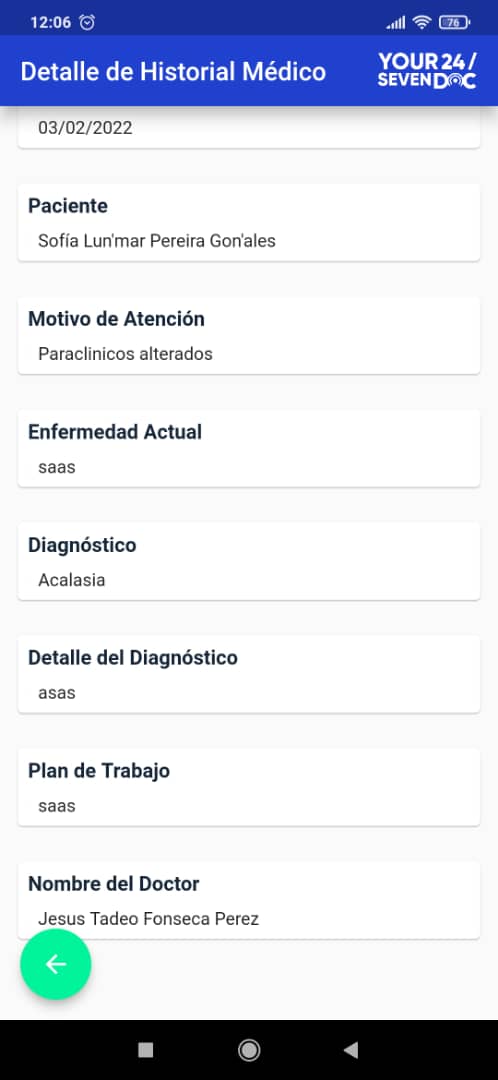 12:06
76
Detalle de Historial Médico
YOUR 24/
SEVENDOC
03/02/2022
Paciente
Sofía Lun'mar Pereira Gon'ales
Motivo de Atención
Paraclinicos alterados
Enfermedad Actual
saas
Diagnóstico
Acalasia
Detalle del Diagnóstico
asas
Plan de Trabajo
saas
Nombre del Doctor
Jesus Tadeo Fonseca Perez